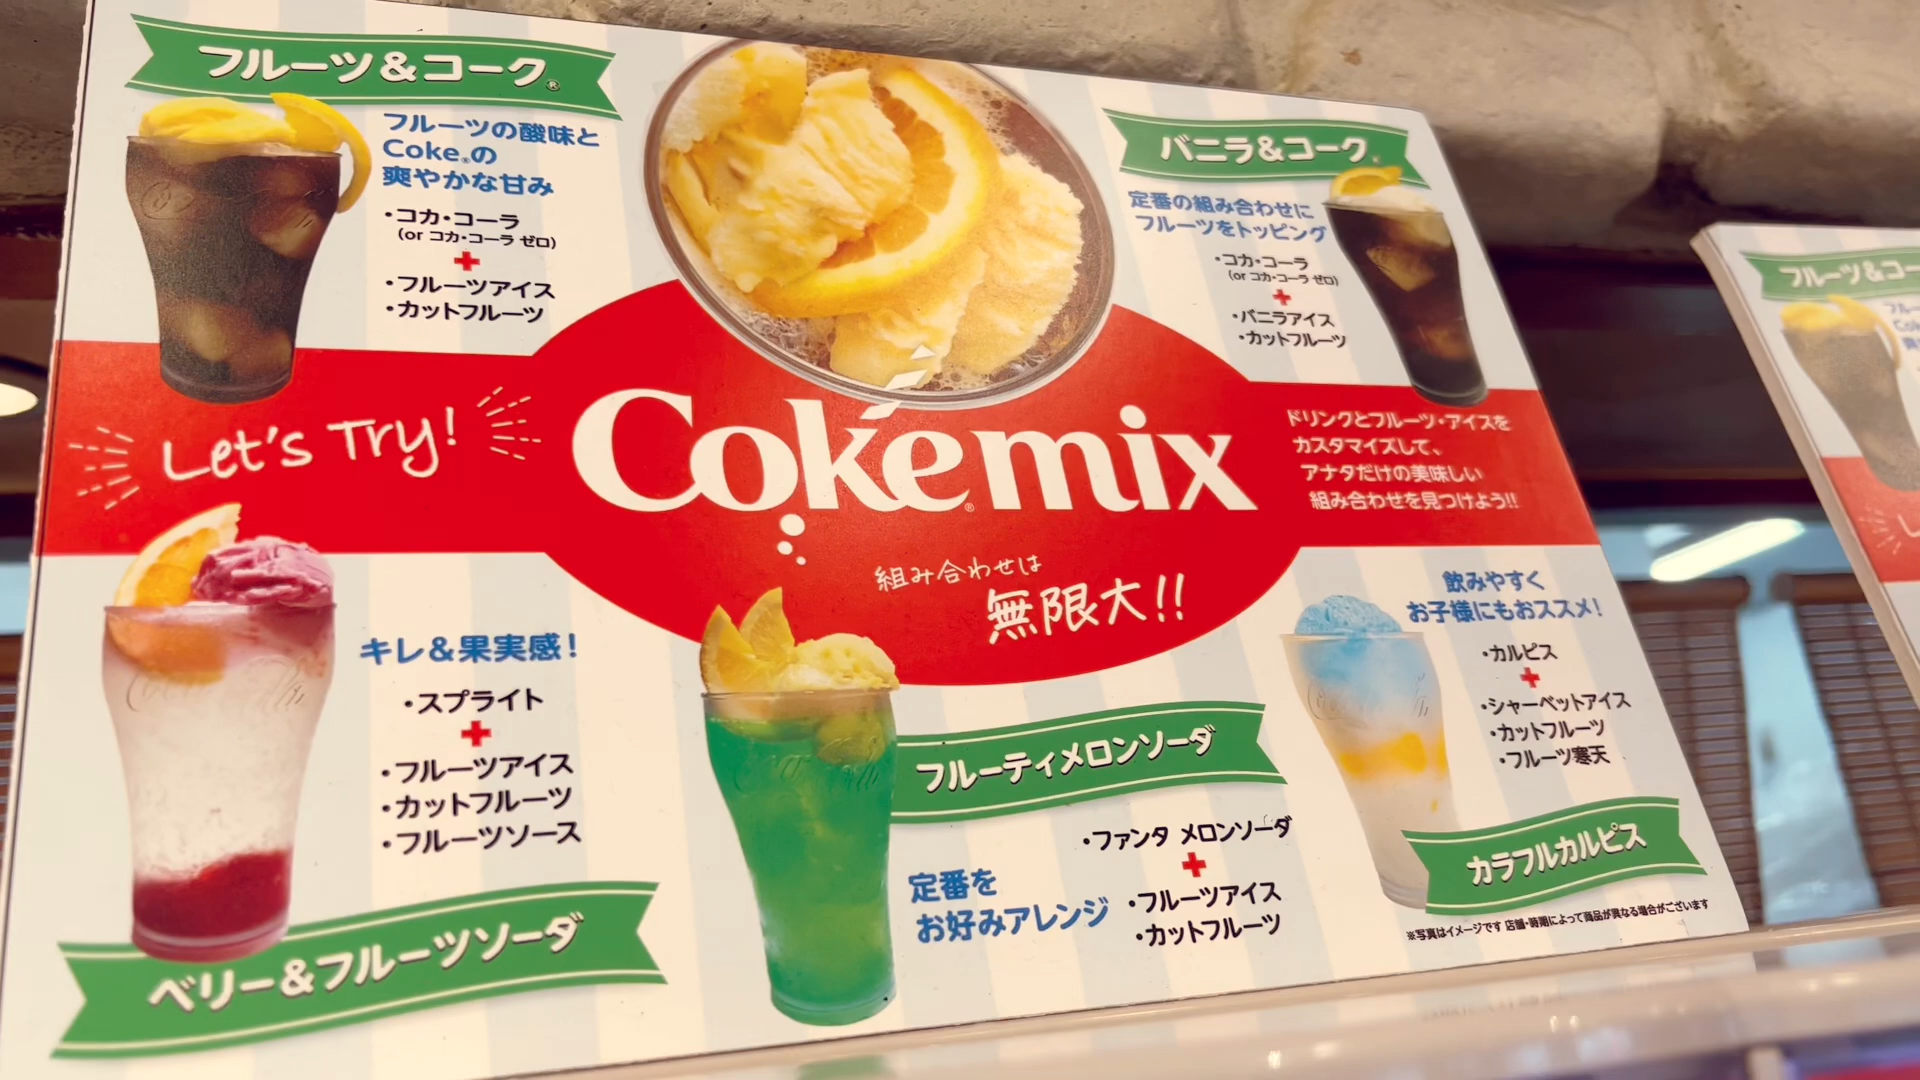 フルーツ&コーク®
フルーツの酸味と
Coke®の
爽やかな甘み
・コカ・コーラ
(or コカ・コーラ ゼロ)
+
・フルーツアイス
・カットフルーツ
バニラ&コーク
定番の組み合わせに
フルーツをトッピング
・コカ・コーラ
(or コカ・コーラ ゼロ)
+
・バニラアイス
・カットフルーツ
Let's Try!
Cokemix
®
組み合わせは
無限大!!
ドリンクとフルーツ・アイスを
カスタマイズして、
アナタだけの美味しい
組み合わせを見つけよう!!
キレ&果実感!
・スプライト
+
・フルーツアイス
・カットフルーツ
・フルーツソース
ベリー&フルーツソーダ
フルーティメロンソーダ
定番を
お好みアレンジ
・ファンタ メロンソーダ
+
・フルーツアイス
・カットフルーツ
飲みやすく
お子様にもおススメ!
・カルピス
+
・シャーベットアイス
・カットフルーツ
・フルーツ寒天
カラフルカルピス
※写真はイメージです 店舗・時期によって商品が異なる場合がございます
フルーツ&コー